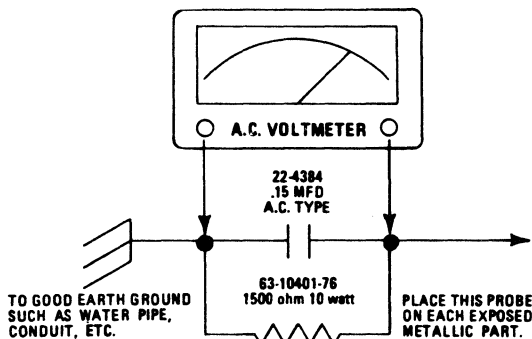 A.C. VOLTMETER
22-4384
.15 MFD
A.C. TYPE
63-10401-76
1500 ohm 10 watt
TO GOOD EARTH GROUND
SUCH AS WATER PIPE,
CONDUIT, ETC.
PLACE THIS PROBE
ON EACH EXPOSED
METALLIC PART.